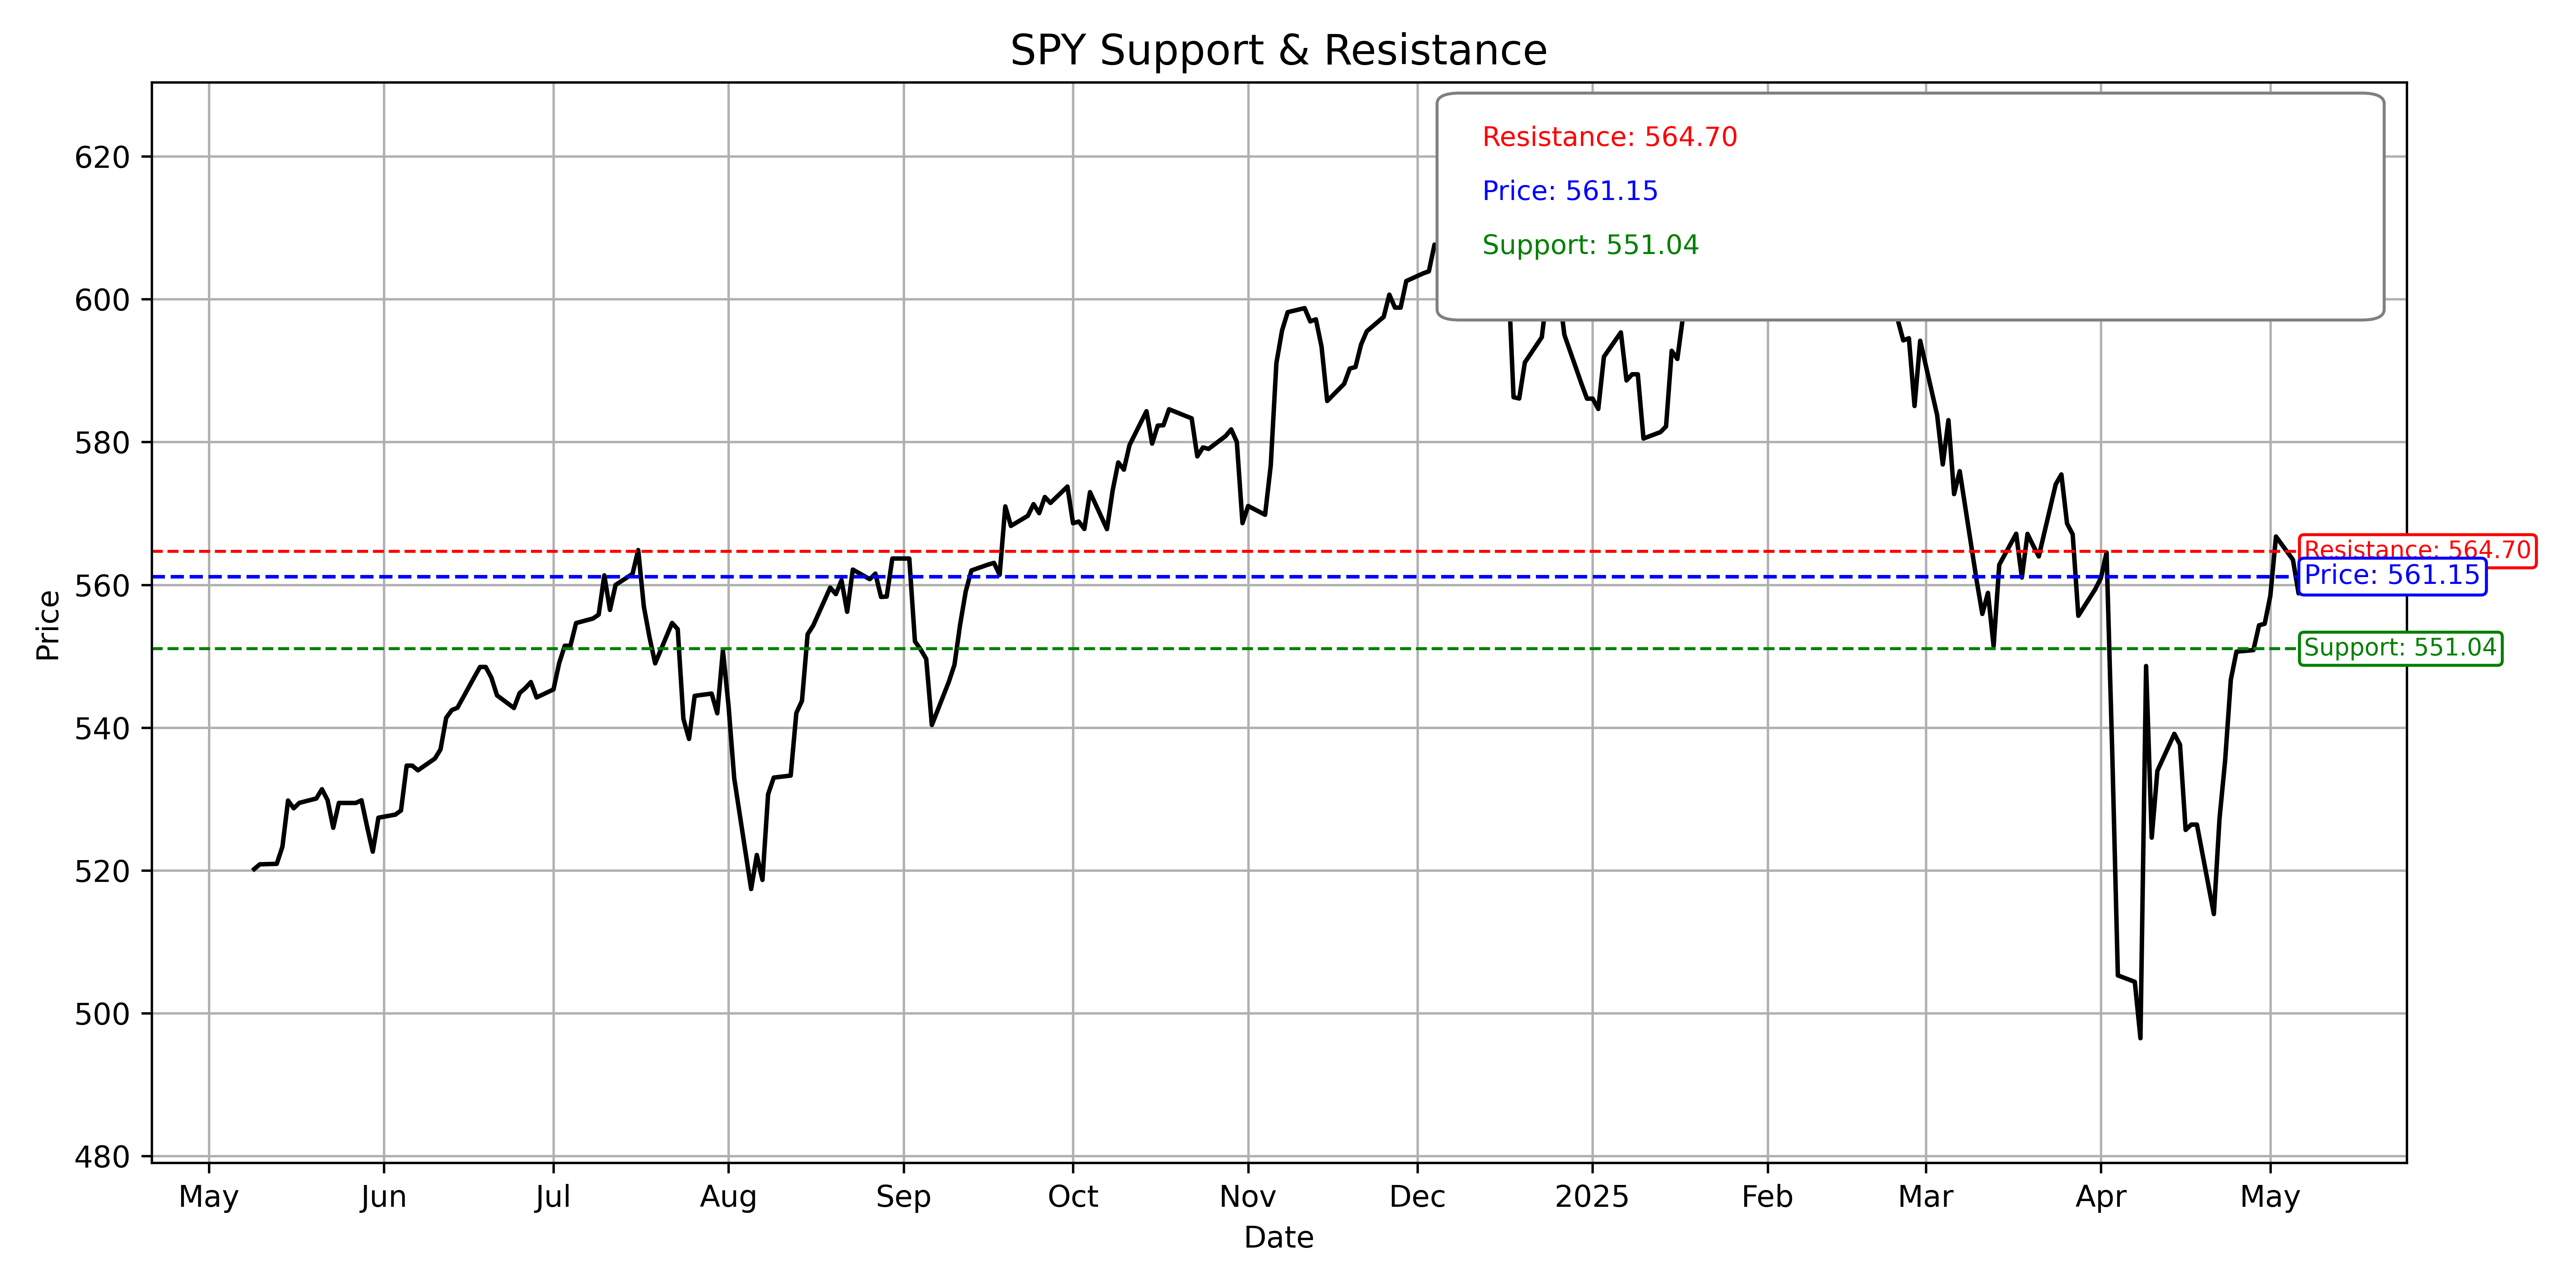 SPY Support & Resistance
Resistance: 564.70
Price: 561.15
Support: 551.04
620
600
580
560
540
520
500
480
Price
Resistance: 564.70
Price: 561.15
Support: 551.04
May Jun Jul Aug Sep Oct Nov Dec 2025 Feb Mar Apr May
Date